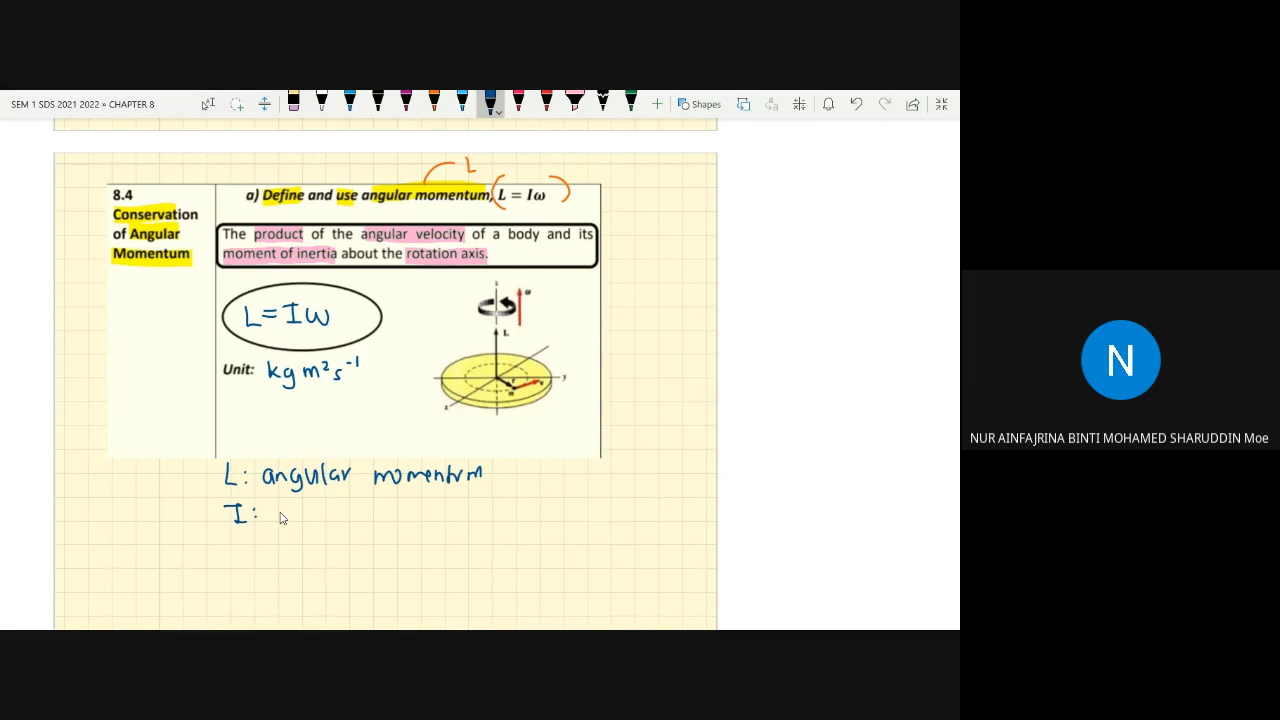 SEM 1 SDS 2021 2022 » CHAPTER 8
Shapes
L
8.4
Conservation
of Angular
Momentum
a) Define and use angular momentum, L = Iω
The product of the angular velocity of a body and its
moment of inertia about the rotation axis.
L = Iω
Unit: kg m² s⁻¹
z
ω
L
r
v
m
y
x
L: angular momentum
I:
N
NUR AINFAJRINA BINTI MOHAMED SHARUDDIN Moe